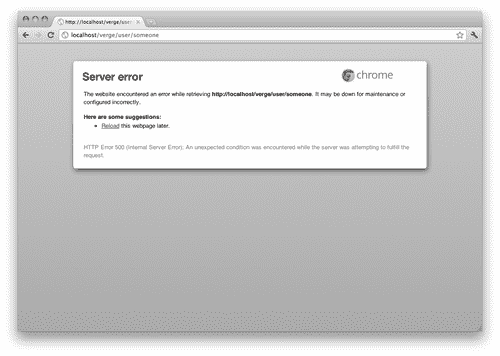 http://localhost/verge/user/
localhost/verge/user/someone
Server error
chrome
The website encountered an error while retrieving http://localhost/verge/user/someone. It may be down for maintenance or
configured incorrectly.
Here are some suggestions:
• Reload this webpage later.
HTTP Error 500 (Internal Server Error): An unexpected condition was encountered while the server was attempting to fulfill the
request.